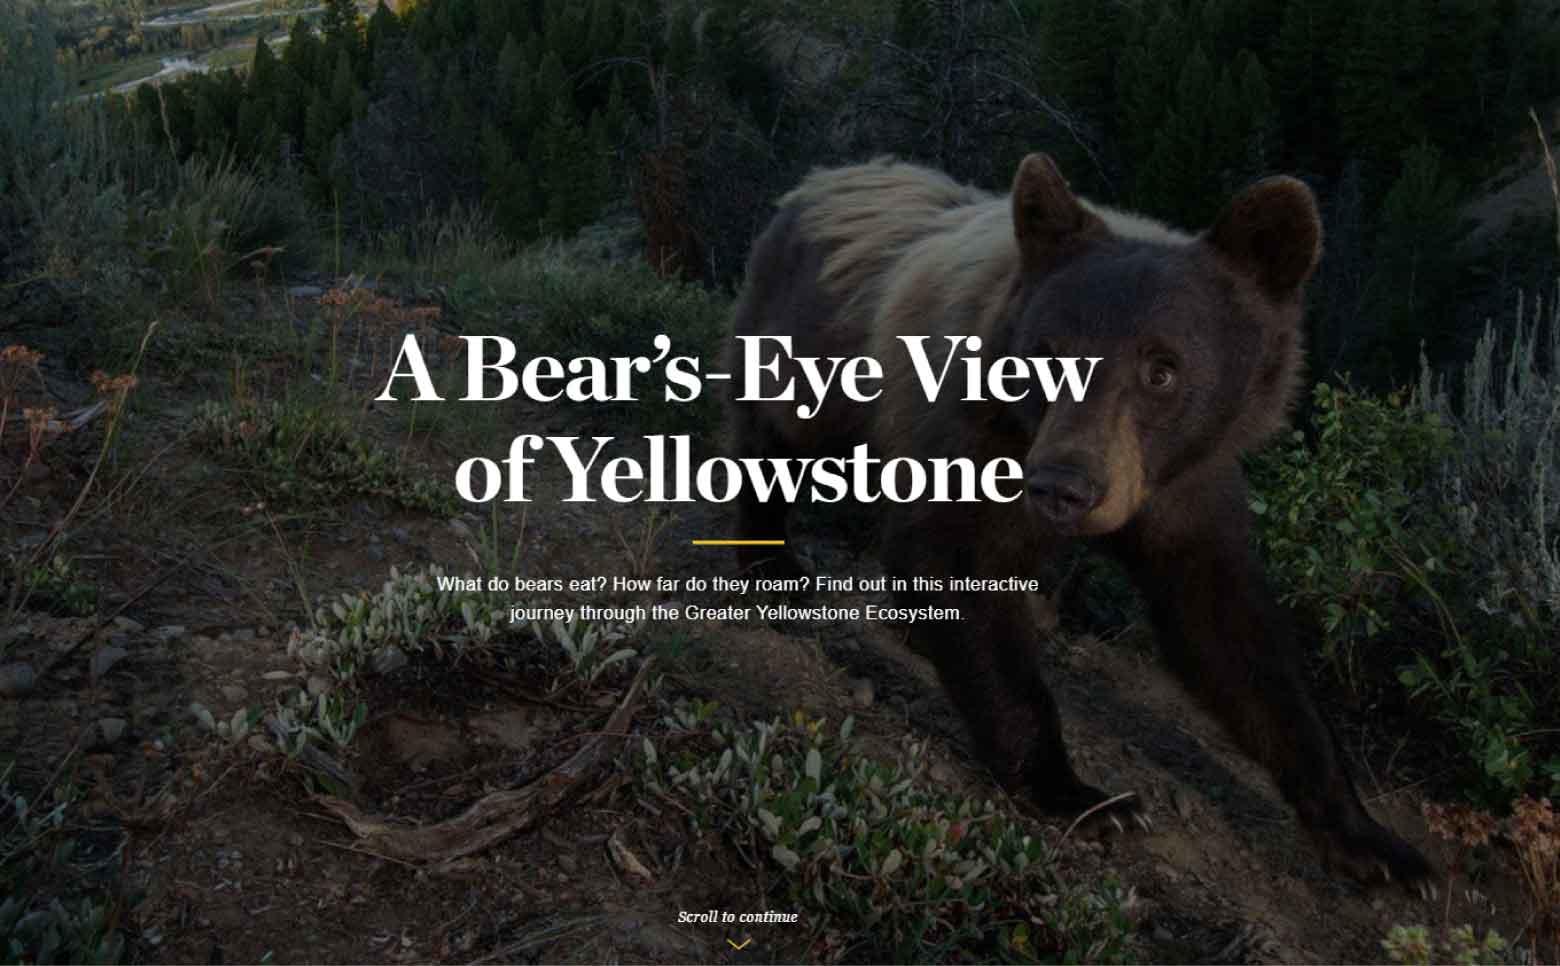 A Bear’s-Eye View
of Yellowstone
What do bears eat? How far do they roam? Find out in this interactive
journey through the Greater Yellowstone Ecosystem.
Scroll to continue